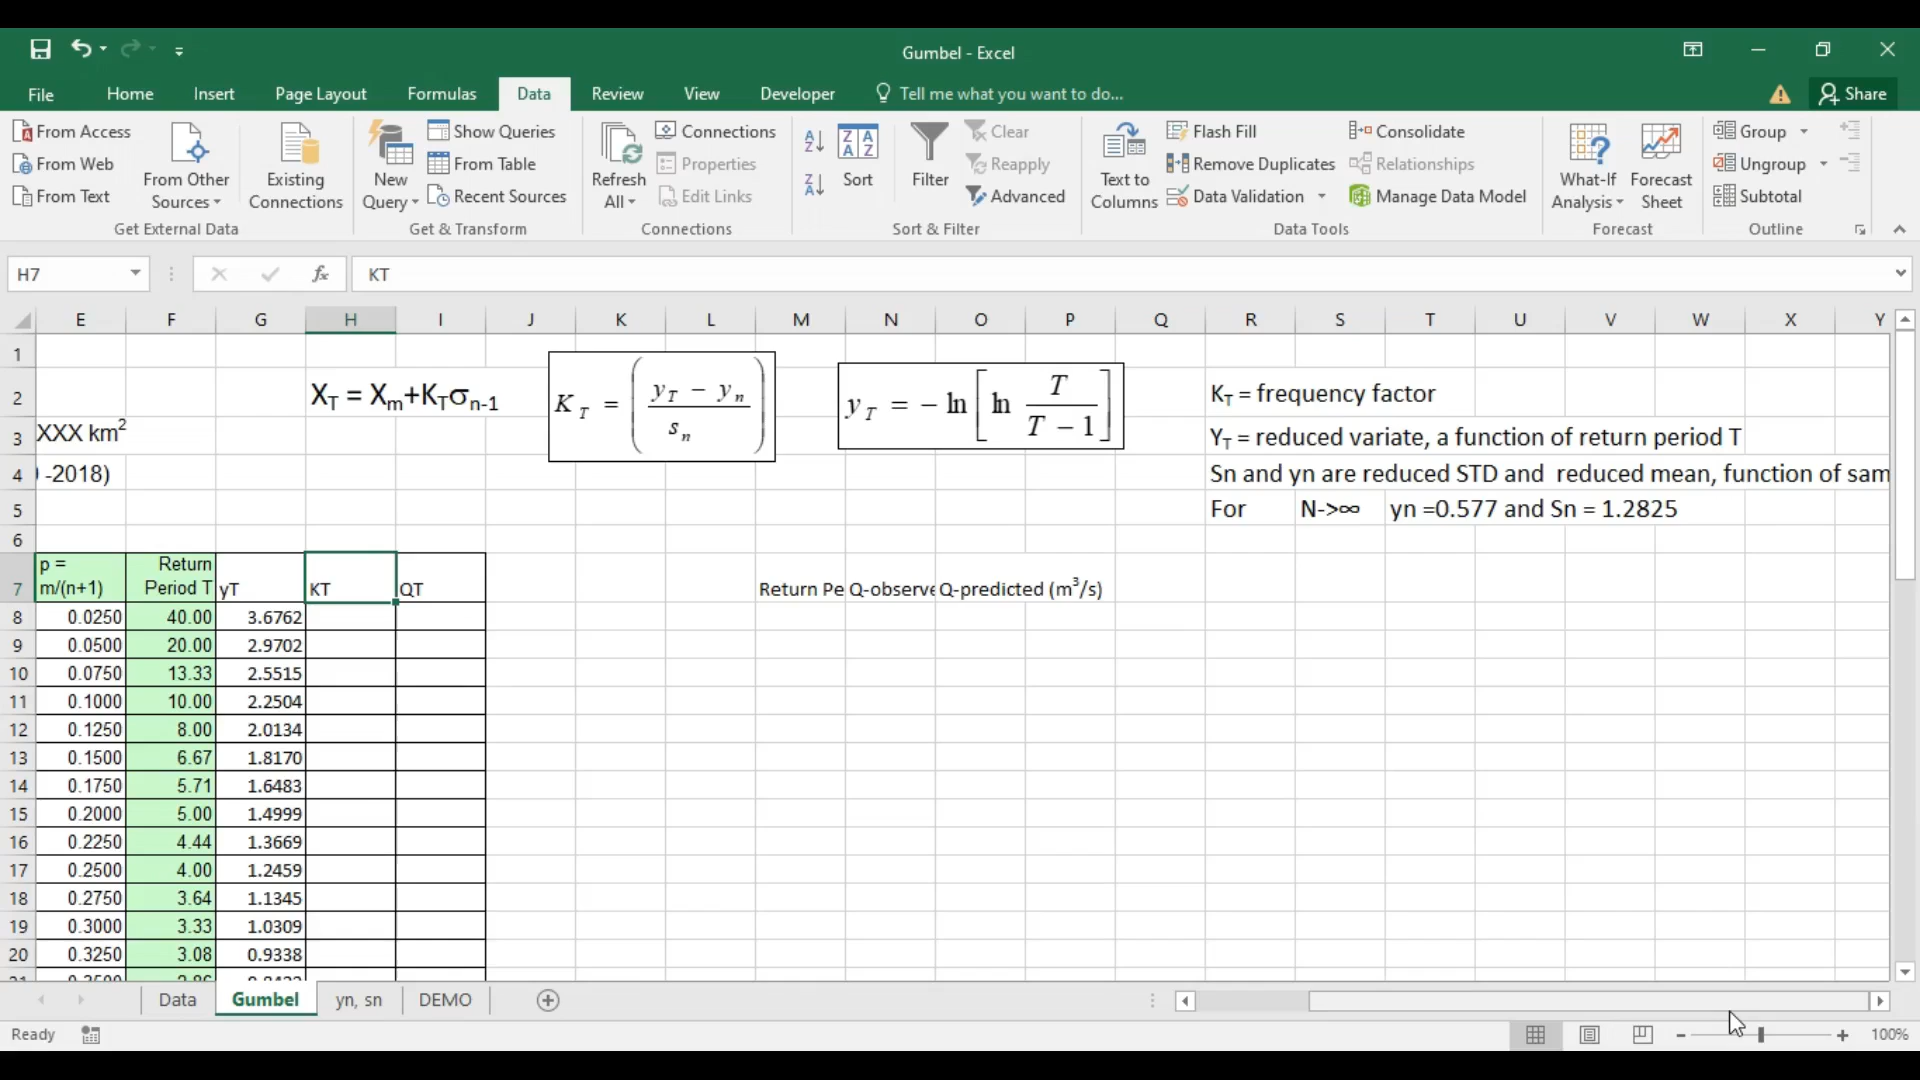 Gumbel - Excel
File Home Insert Page Layout Formulas Data Review View Developer Tell me what you want to do... Share
From Access
From Web
From Text
From Other Sources
Existing Connections
Get External Data
New Query
Show Queries
From Table
Recent Sources
Get & Transform
Refresh All
Connections
Properties
Edit Links
Connections
Sort
Filter
Clear
Reapply
Advanced
Sort & Filter
Text to Columns
Flash Fill
Remove Duplicates
Data Validation
Consolidate
Relationships
Manage Data Model
Data Tools
What-If Analysis
Forecast Sheet
Forecast
Group
Ungroup
Subtotal
Outline
H7 fx KT
E F G H I J K L M N O P Q R S T U V W X Y
1
2 X_T = X_m+K_Tσ_n-1 K_T = (y_T − y_n / s_n) y_T = − ln [ln T / T − 1] K_T = frequency factor
3 XXX km² Y_T = reduced variate, a function of return period T
4 -2018) Sn and yn are reduced STD and reduced mean, function of sam
5 For N->∞ yn =0.577 and Sn = 1.2825
6
7 p = m/(n+1) Return Period T yT KT QT Return Pe Q-observe Q-predicted (m³/s)
8 0.0250 40.00 3.6762
9 0.0500 20.00 2.9702
10 0.0750 13.33 2.5515
11 0.1000 10.00 2.2504
12 0.1250 8.00 2.0134
13 0.1500 6.67 1.8170
14 0.1750 5.71 1.6483
15 0.2000 5.00 1.4999
16 0.2250 4.44 1.3669
17 0.2500 4.00 1.2459
18 0.2750 3.64 1.1345
19 0.3000 3.33 1.0309
20 0.3250 3.08 0.9338
Data Gumbel yn, sn DEMO
Ready 100%